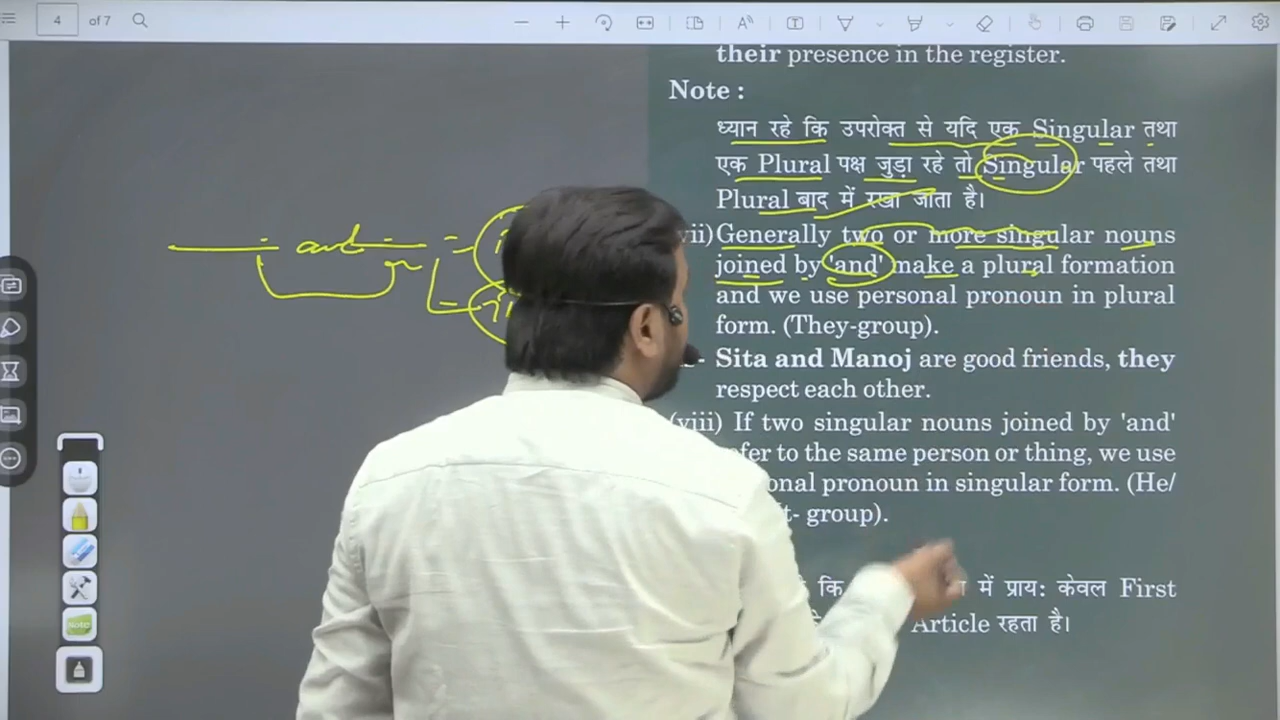 4 of 7
their presence in the register.
Note :
ध्यान रहे कि उपरोक्त से यदि एक Singular तथा
एक Plural पक्ष जुड़ा रहे तो Singular पहले तथा
Plural बाद में रखा जाता है।
vii) Generally two or more singular nouns
joined by 'and' make a plural formation
and we use personal pronoun in plural
form. (They-group).
- Sita and Manoj are good friends, they
respect each other.
(viii) If two singular nouns joined by 'and'
fer to the same person or thing, we use
onal pronoun in singular form. (He/
t- group).
कि में प्राय: केवल First
Article रहता है।
and
NOTE